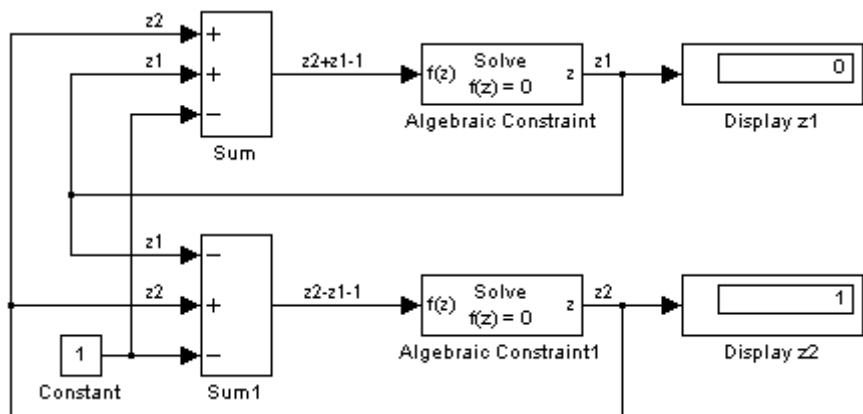 z2
+
z1
+
−
Sum
z2+z1-1
f(z)
Solve
f(z) = 0
z
Algebraic Constraint
z1
0
Display z1
z1
−
z2
+
−
Sum1
1
Constant
z2-z1-1
f(z)
Solve
f(z) = 0
z
Algebraic Constraint1
z2
1
Display z2